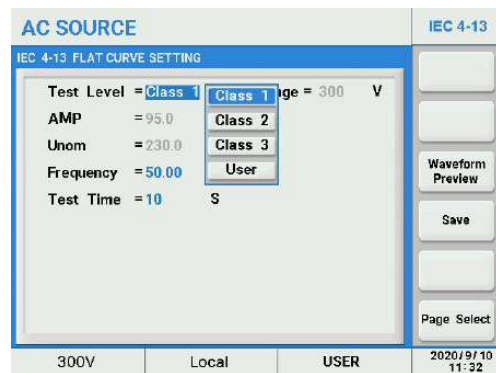 AC SOURCE
IEC 4-13
IEC 4-13 FLAT CURVE SETTING
Test Level = Class 1 nge = 300 V
Class 1
Class 2
Class 3
User
AMP = 95.0
Unom = 230.0
Frequency = 50.00
Test Time = 10 S
Waveform
Preview
Save
Page Select
300V Local USER
2020/9/10
11:32